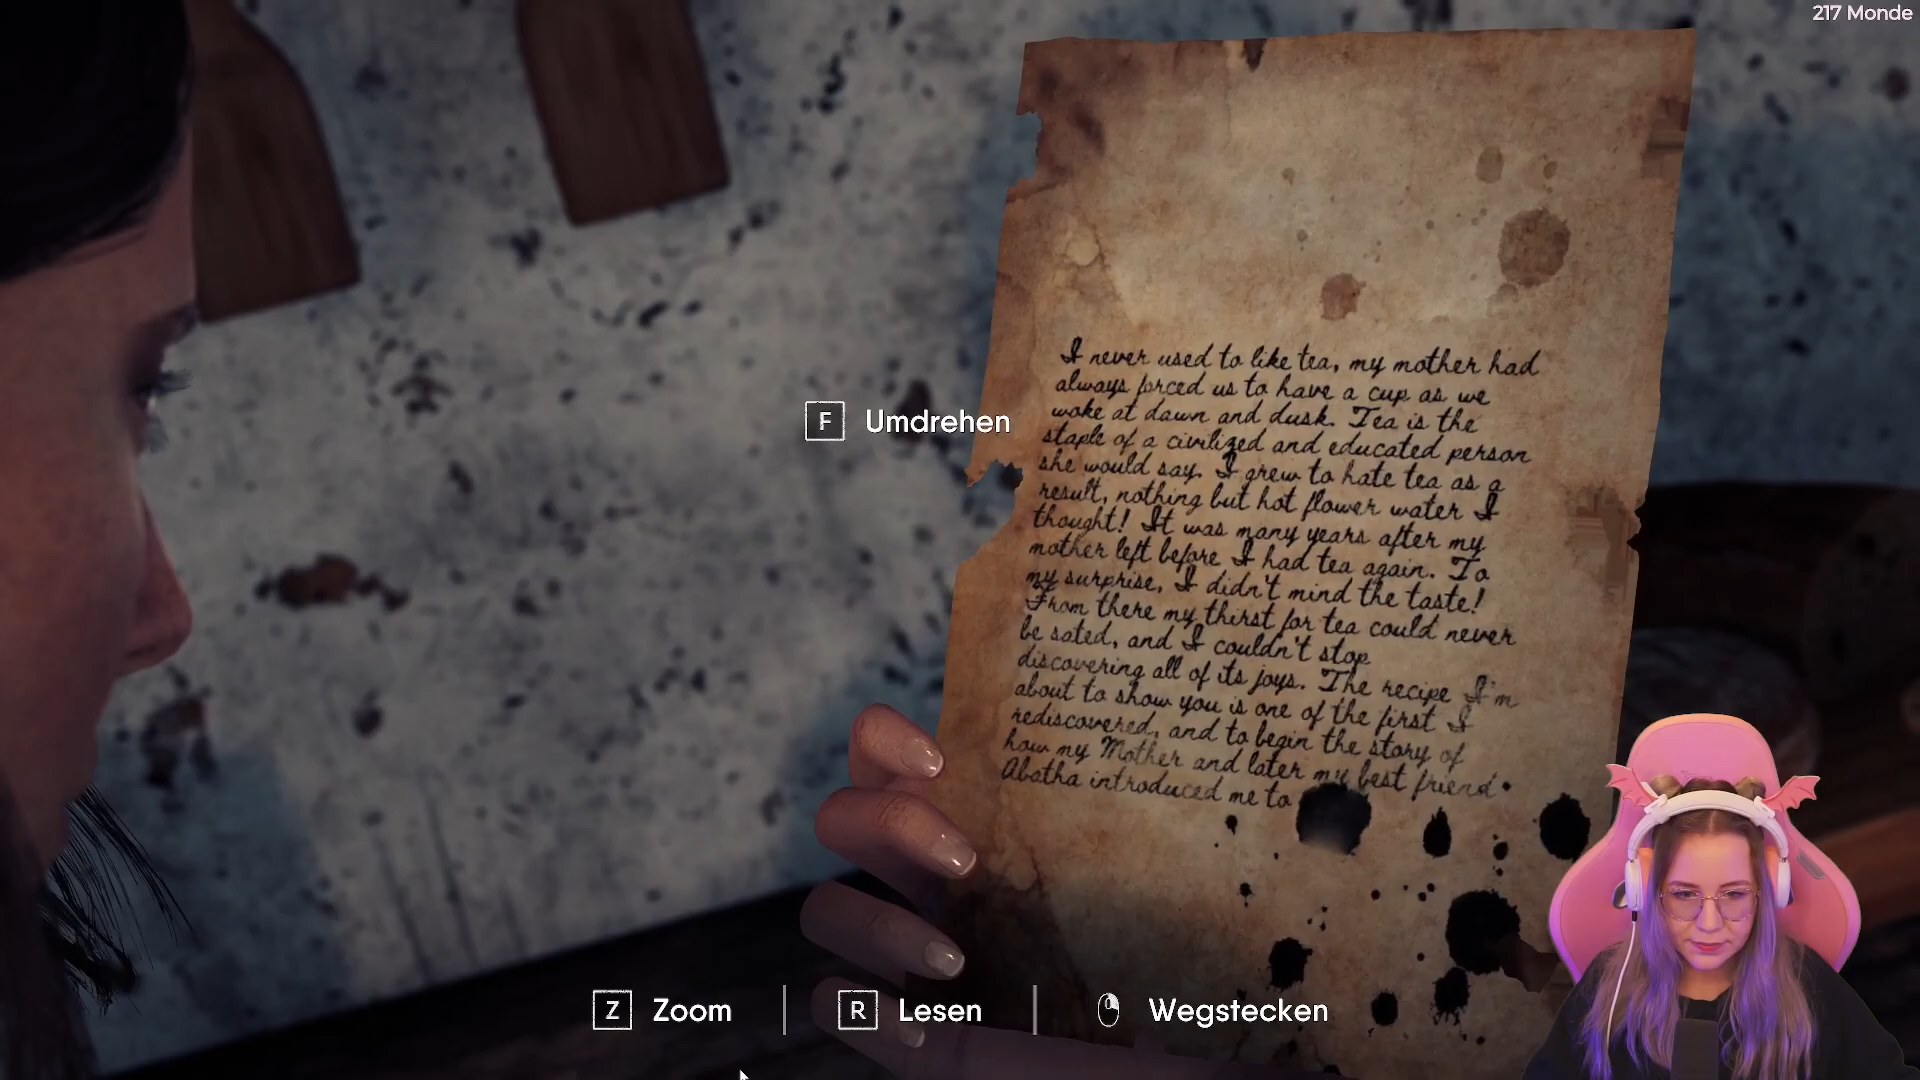 217 Monde
I never used to like tea, my mother had
always forced us to have a cup as we
woke at dawn and dusk. Tea is the
staple of a civilized and educated person
she would say. I grew to hate tea as a
result, nothing but hot flower water I
thought! It was many years after my
mother left before I had tea again. To
my surprise, I didn't mind the taste!
From there my thirst for tea could never
be sated, and I couldn't stop
discovering all of its joys. The recipe I'm
about to show you is one of the first I
rediscovered, and to begin the story of
how my Mother and later my best friend
Abatha introduced me to
F Umdrehen
Z Zoom
R Lesen
Wegstecken